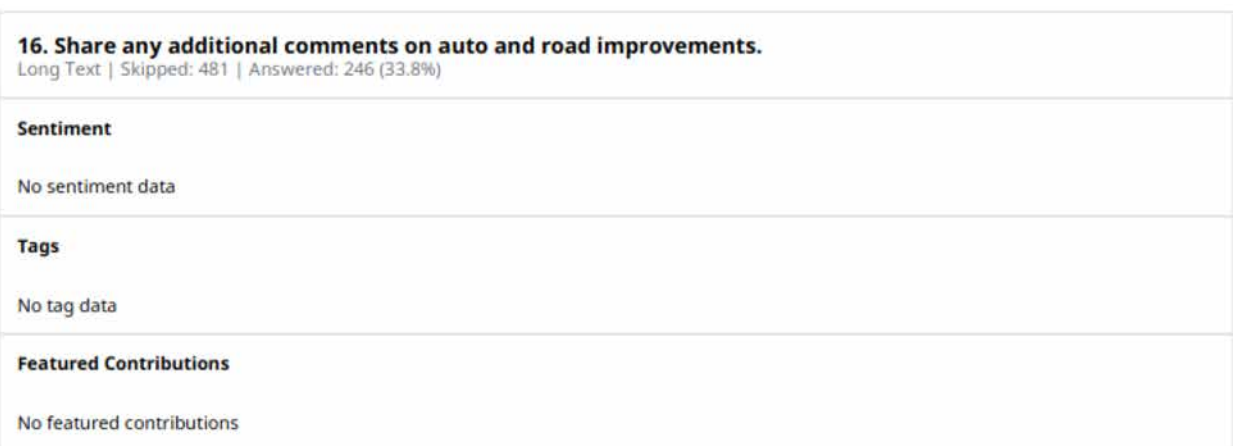 16. Share any additional comments on auto and road improvements.
Long Text | Skipped: 481 | Answered: 246 (33.8%)
Sentiment
No sentiment data
Tags
No tag data
Featured Contributions
No featured contributions